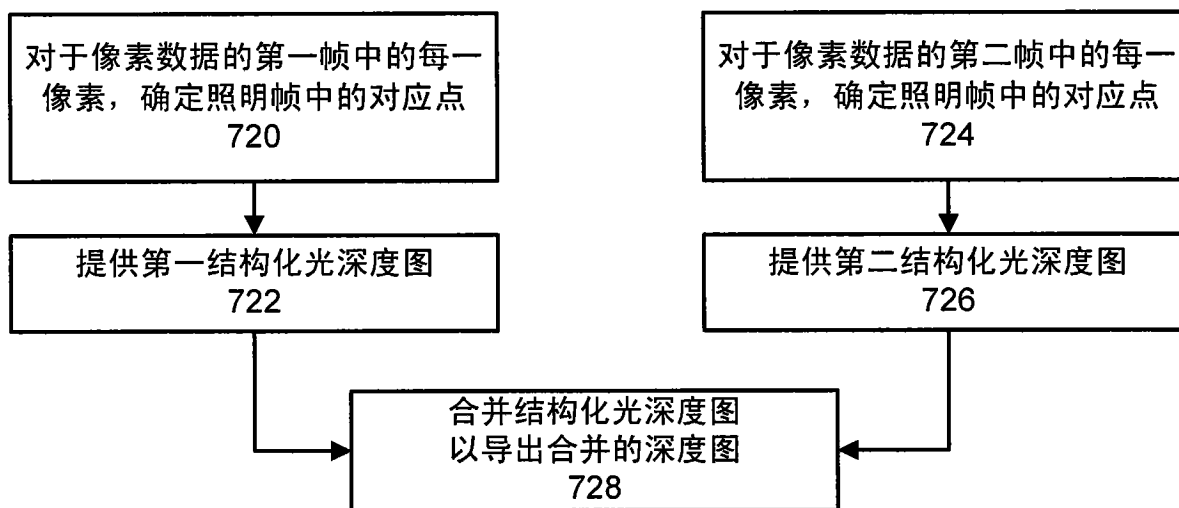 对于像素数据的第一帧中的每一
像素，确定照明帧中的对应点
720
对于像素数据的第二帧中的每一
像素，确定照明帧中的对应点
724
提供第一结构化光深度图
722
提供第二结构化光深度图
726
合并结构化光深度图
以导出合并的深度图
728